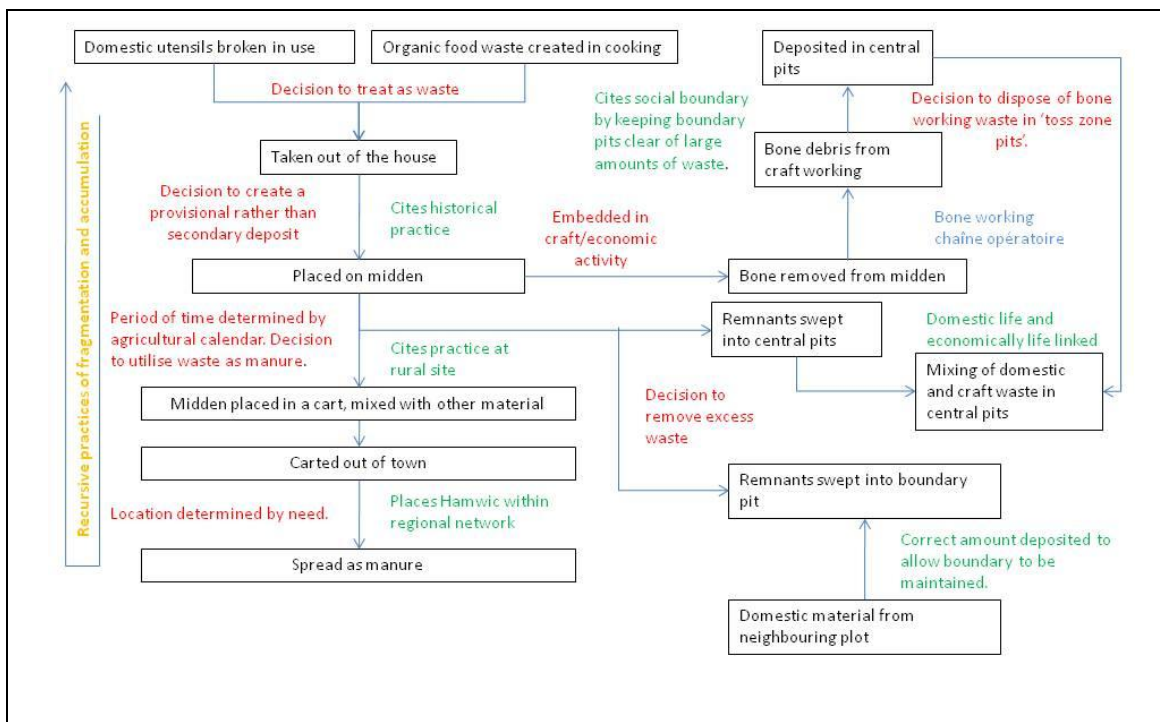 Domestic utensils broken in use
Organic food waste created in cooking
Decision to treat as waste
Taken out of the house
Decision to create a
provisional rather than
secondary deposit
Cites historical
practice
Placed on midden
Embedded in
craft/economic
activity
Bone removed from midden
Bone working
chaîne opératoire
Bone debris from
craft working
Cites social boundary
by keeping boundary
pits clear of large
amounts of waste.
Deposited in central
pits
Decision to dispose of bone
working waste in ‘toss zone
pits’.
Period of time determined by
agricultural calendar. Decision
to utilise waste as manure.
Cites practice at
rural site
Remnants swept
into central pits
Domestic life and
economically life linked
Mixing of domestic
and craft waste in
central pits
Decision to
remove excess
waste
Midden placed in a cart, mixed with other material
Carted out of town
Location determined by need.
Places Hamwic within
regional network
Spread as manure
Remnants swept into boundary
pit
Correct amount deposited to
allow boundary to be
maintained.
Domestic material from
neighbouring plot
Recursive practices of fragmentation and accumulation